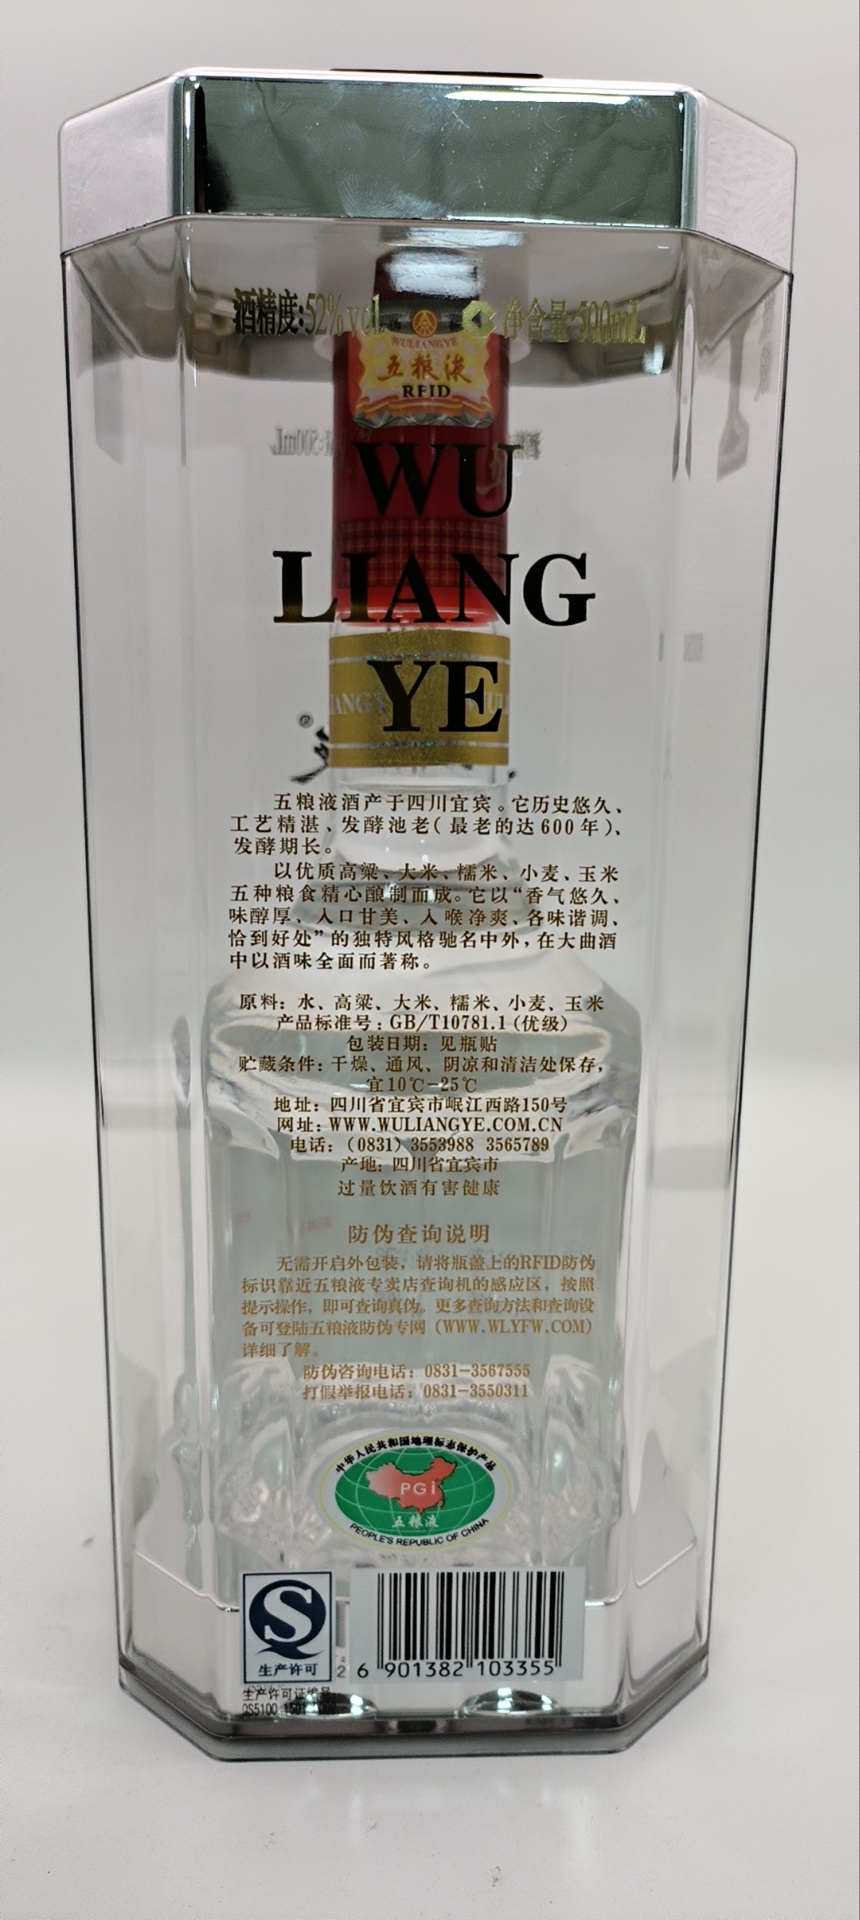 酒精度:52%vol
净含量:500mL
WULIANGYE
五粮液
RFID
WU
LIANG
YE
五粮液酒产于四川宜宾。它历史悠久、
工艺精湛、发酵池老(最老的达600年)、
发酵期长。
以优质高粱、大米、糯米、小麦、玉米
五种粮食精心酿制而成。它以“香气悠久、
味醇厚、入口甘美、入喉净爽、各味谐调、
恰到好处”的独特风格驰名中外，在大曲酒
中以酒味全面而著称。
原料：水、高粱、大米、糯米、小麦、玉米
产品标准号：GB/T10781.1(优级)
包装日期：见瓶贴
贮藏条件：干燥、通风、阴凉和清洁处保存，
宜10℃-25℃
地址：四川省宜宾市岷江西路150号
网址：WWW.WULIANGYE.COM.CN
电话：(0831) 3553988 3565789
产地：四川省宜宾市
过量饮酒有害健康
防伪查询说明
无需开启外包装，请将瓶盖上的RFID防伪
标识靠近五粮液专卖店查询机的感应区，按照
提示操作，即可查询真伪。更多查询方法和查询设
备可登陆五粮液防伪专网（WWW.WLYFW.COM）
详细了解。
防伪咨询电话：0831-3567555
打假举报电话：0831-3550311
中华人民共和国地理标志保护产品
PGI
五粮液
PEOPLE'S REPUBLIC OF CHINA
生产许可
6 901382 103355
生产许可证编号
QS5100 1501